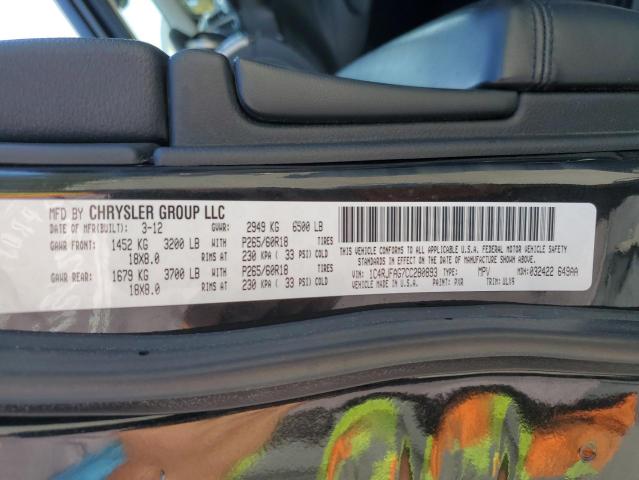 MFD BY CHRYSLER GROUP LLC
DATE OF MFR(BUILT): 3-12 GVWR: 2949 KG 6500 LB
GAWR FRONT: 1452 KG 3200 LB WITH P265/60R18 TIRES
18X8.0 RIMS AT 230 KPA ( 33 PSI) COLD
GAWR REAR: 1679 KG 3700 LB WITH P265/60R18 TIRES
18X8.0 RIMS AT 230 KPA ( 33 PSI) COLD
THIS VEHICLE CONFORMS TO ALL APPLICABLE U.S.A. FEDERAL MOTOR VEHICLE SAFETY
STANDARDS IN EFFECT ON THE DATE OF MANUFACTURE SHOWN ABOVE.
VIN: 1C4RJFAG7CC280893 TYPE: MPV MDH: 032422 649AA
VEHICLE MADE IN U.S.A. PAINT: PXR TRIM: ULX9